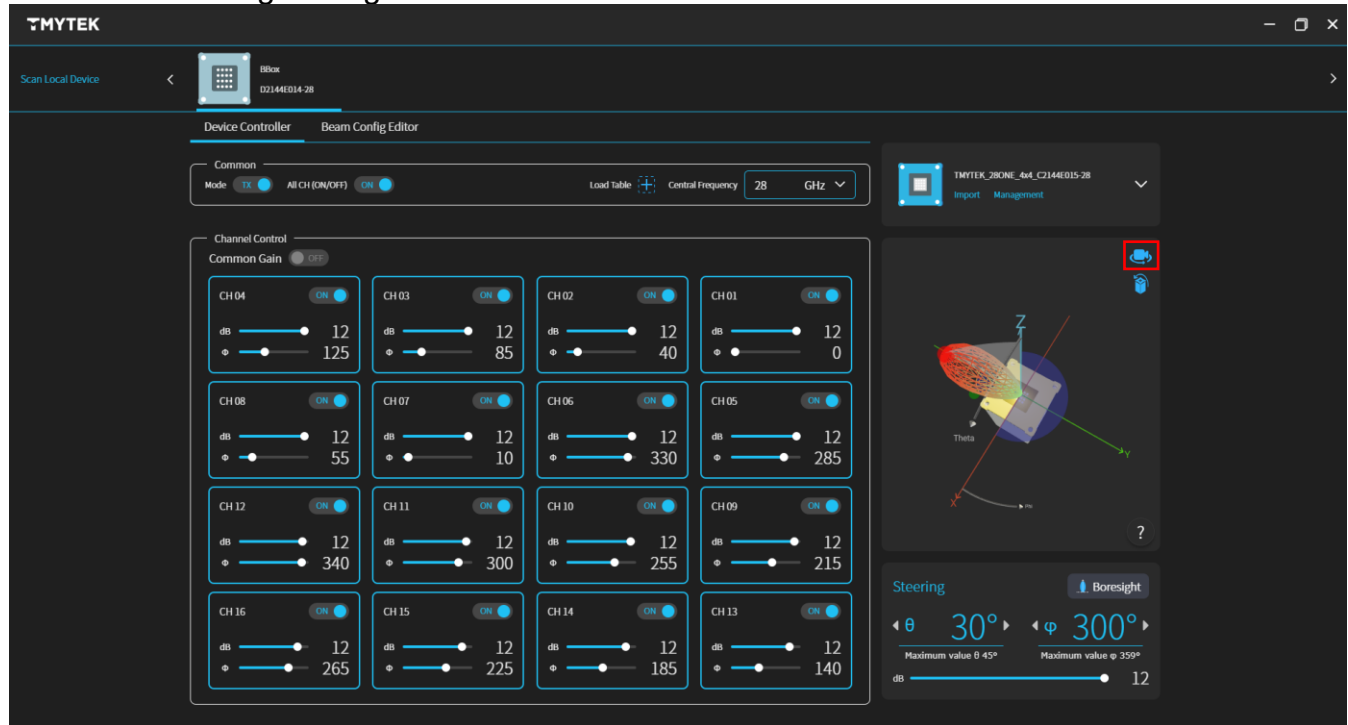 TMYTEK
Scan Local Device
BBox
D2144E014-28
Device Controller Beam Config Editor
Common
Mode TX All CH (ON/OFF) ON Load Table Central Frequency 28 GHz
TMYTEK_28ONE_4x4_C2144E015-28
Import Management
Channel Control
Common Gain OFF
CH 04 ON
dB 12
Φ 125
CH 03 ON
dB 12
Φ 85
CH 02 ON
dB 12
Φ 40
CH 01 ON
dB 12
Φ 0
CH 08 ON
dB 12
Φ 55
CH 07 ON
dB 12
Φ 10
CH 06 ON
dB 12
Φ 330
CH 05 ON
dB 12
Φ 285
CH 12 ON
dB 12
Φ 340
CH 11 ON
dB 12
Φ 300
CH 10 ON
dB 12
Φ 255
CH 09 ON
dB 12
Φ 215
CH 16 ON
dB 12
Φ 265
CH 15 ON
dB 12
Φ 225
CH 14 ON
dB 12
Φ 185
CH 13 ON
dB 12
Φ 140
Z
Theta
Y
X
Phi
?
Steering Boresight
θ 30° φ 300°
Maximum value θ 45° Maximum value φ 359°
dB 12